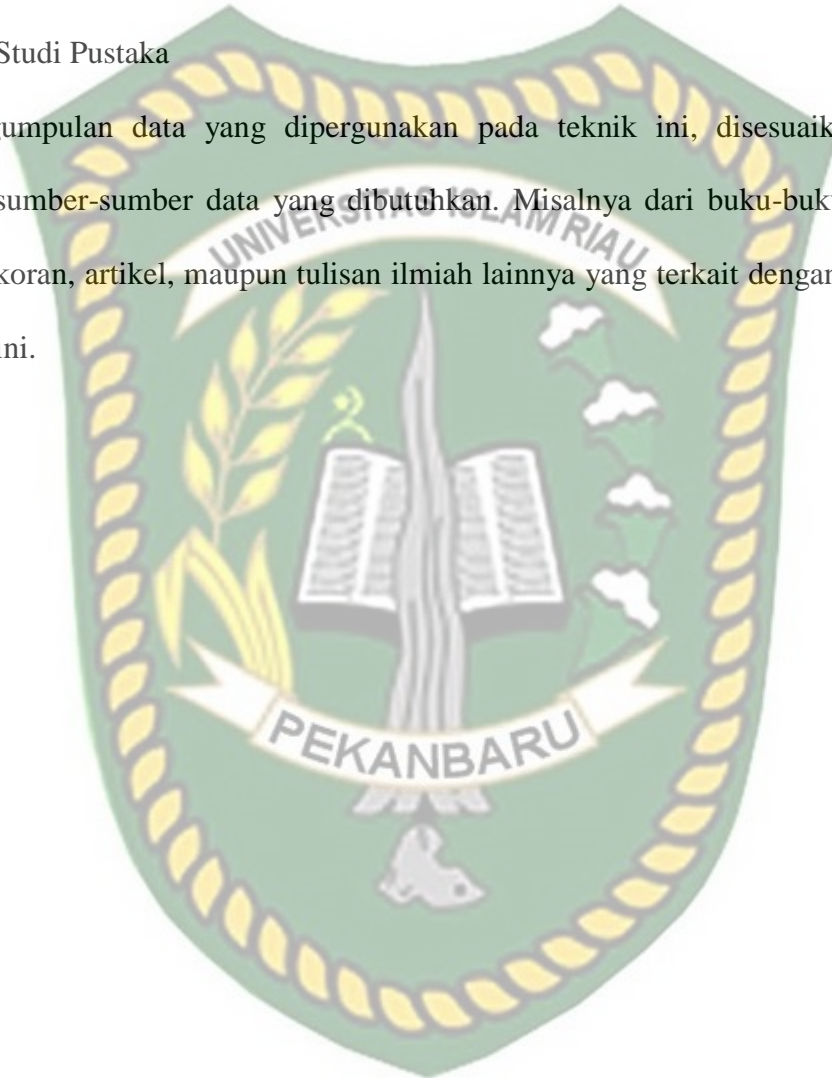 Studi Pustaka
gumpulan data yang dipergunakan pada teknik ini, disesuaik
sumber-sumber data yang dibutuhkan. Misalnya dari buku-buku
UNIVERSITAS ISLAM RIAU
koran, artikel, maupun tulisan ilmiah lainnya yang terkait dengan
ini.
PEKANBARU